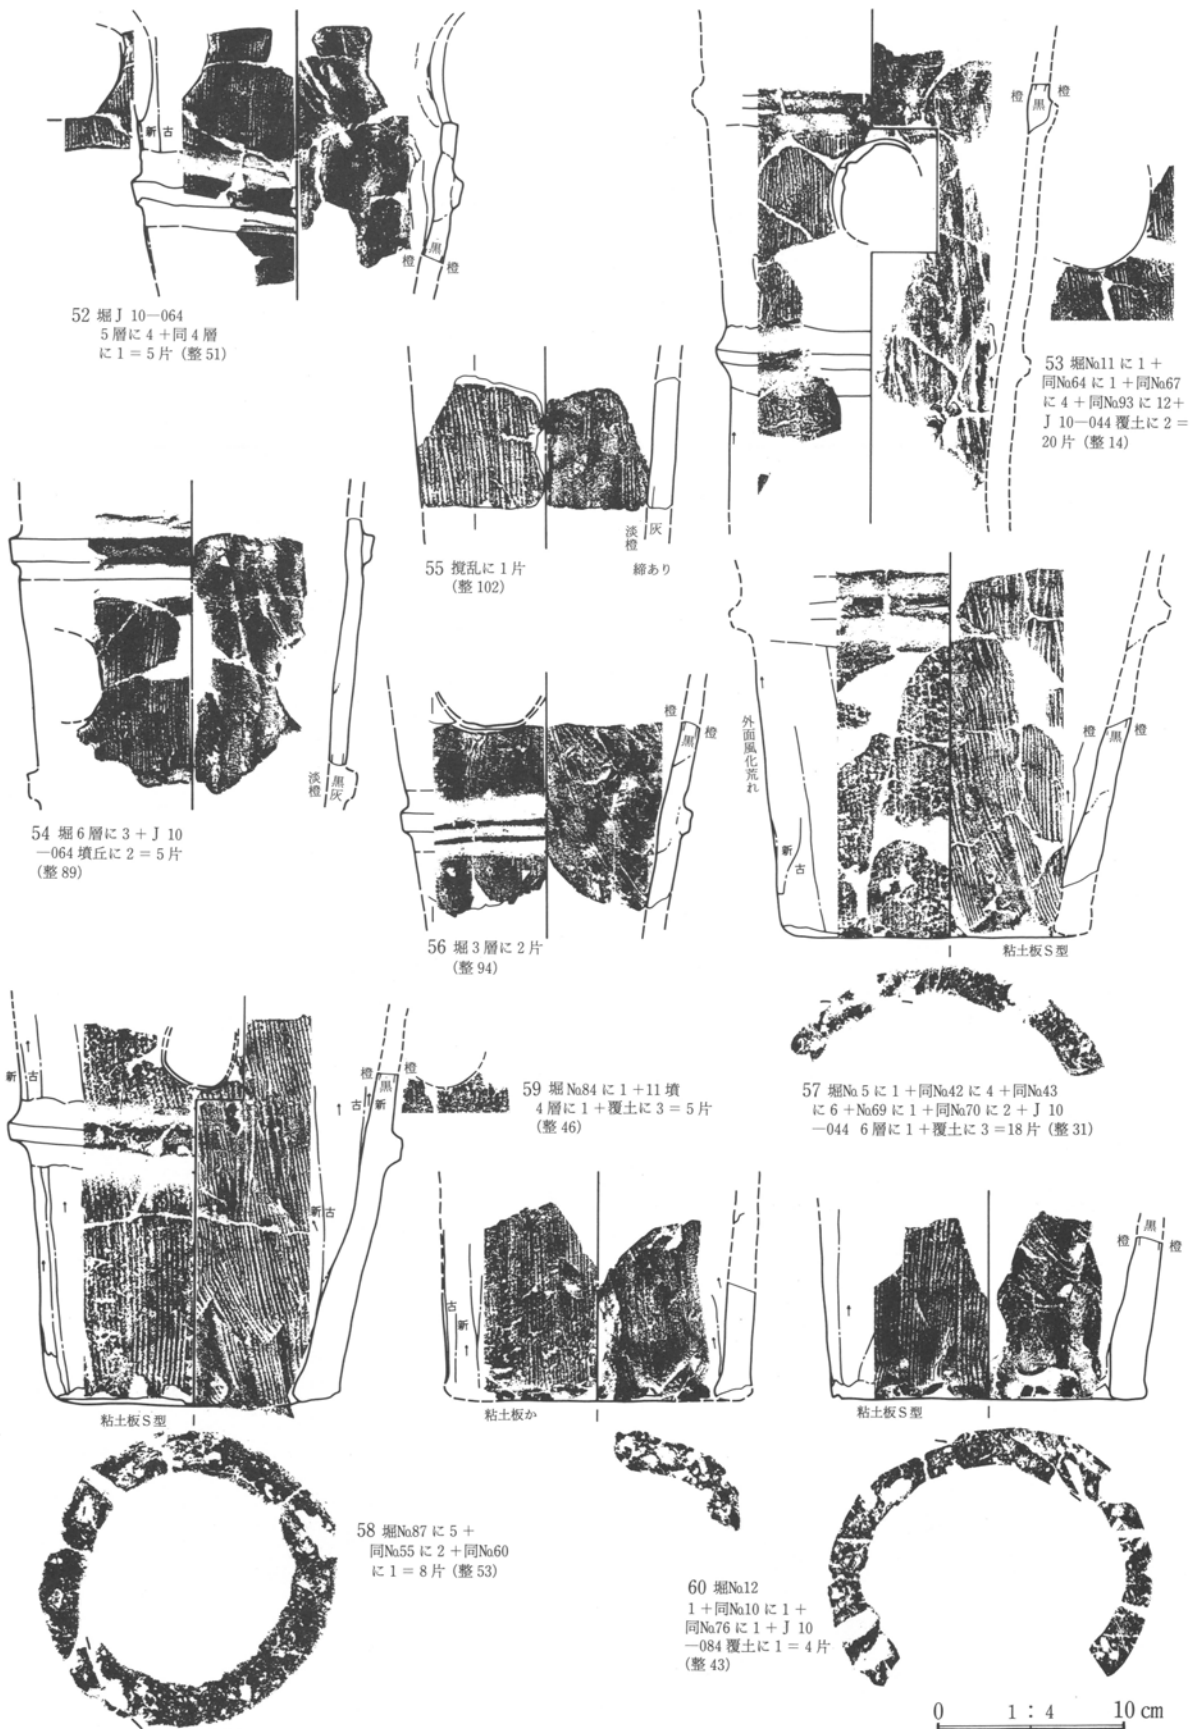 新 古
黒
橙 橙
52 堀J 10―064
5層に4+同4層
に1=5片(整51)
橙 黒 橙
53 堀No.11に1+
同No.64に1+同No.67
に4+同No.93に12+
J 10―044覆土に2=
20片(整14)
淡橙 灰
締あり
55 撹乱に1片
(整102)
淡橙 黒灰
54 堀6層に3+J 10
―064墳丘に2=5片
(整89)
橙 黒 橙
56 堀3層に2片
(整94)
外面風化荒れ
新 古
橙 黒 橙
粘土板S型
57 堀No.5に1+同No.42に4+同No.43
に6+No.69に1+同No.70に2+J 10
―044 6層に1+覆土に3=18片(整31)
新 古
橙 黒 橙
古 新
新 古
粘土板S型
59 堀No.84に1+11墳
4層に1+覆土に3=5片
(整46)
古 新
粘土板か
橙 黒 橙
粘土板S型
58 堀No.87に5+
同No.55に2+同No.60
に1=8片(整53)
60 堀No.12
1+同No.10に1+
同No.76に1+J 10
―084覆土に1=4片
(整43)
0 1:4 10cm